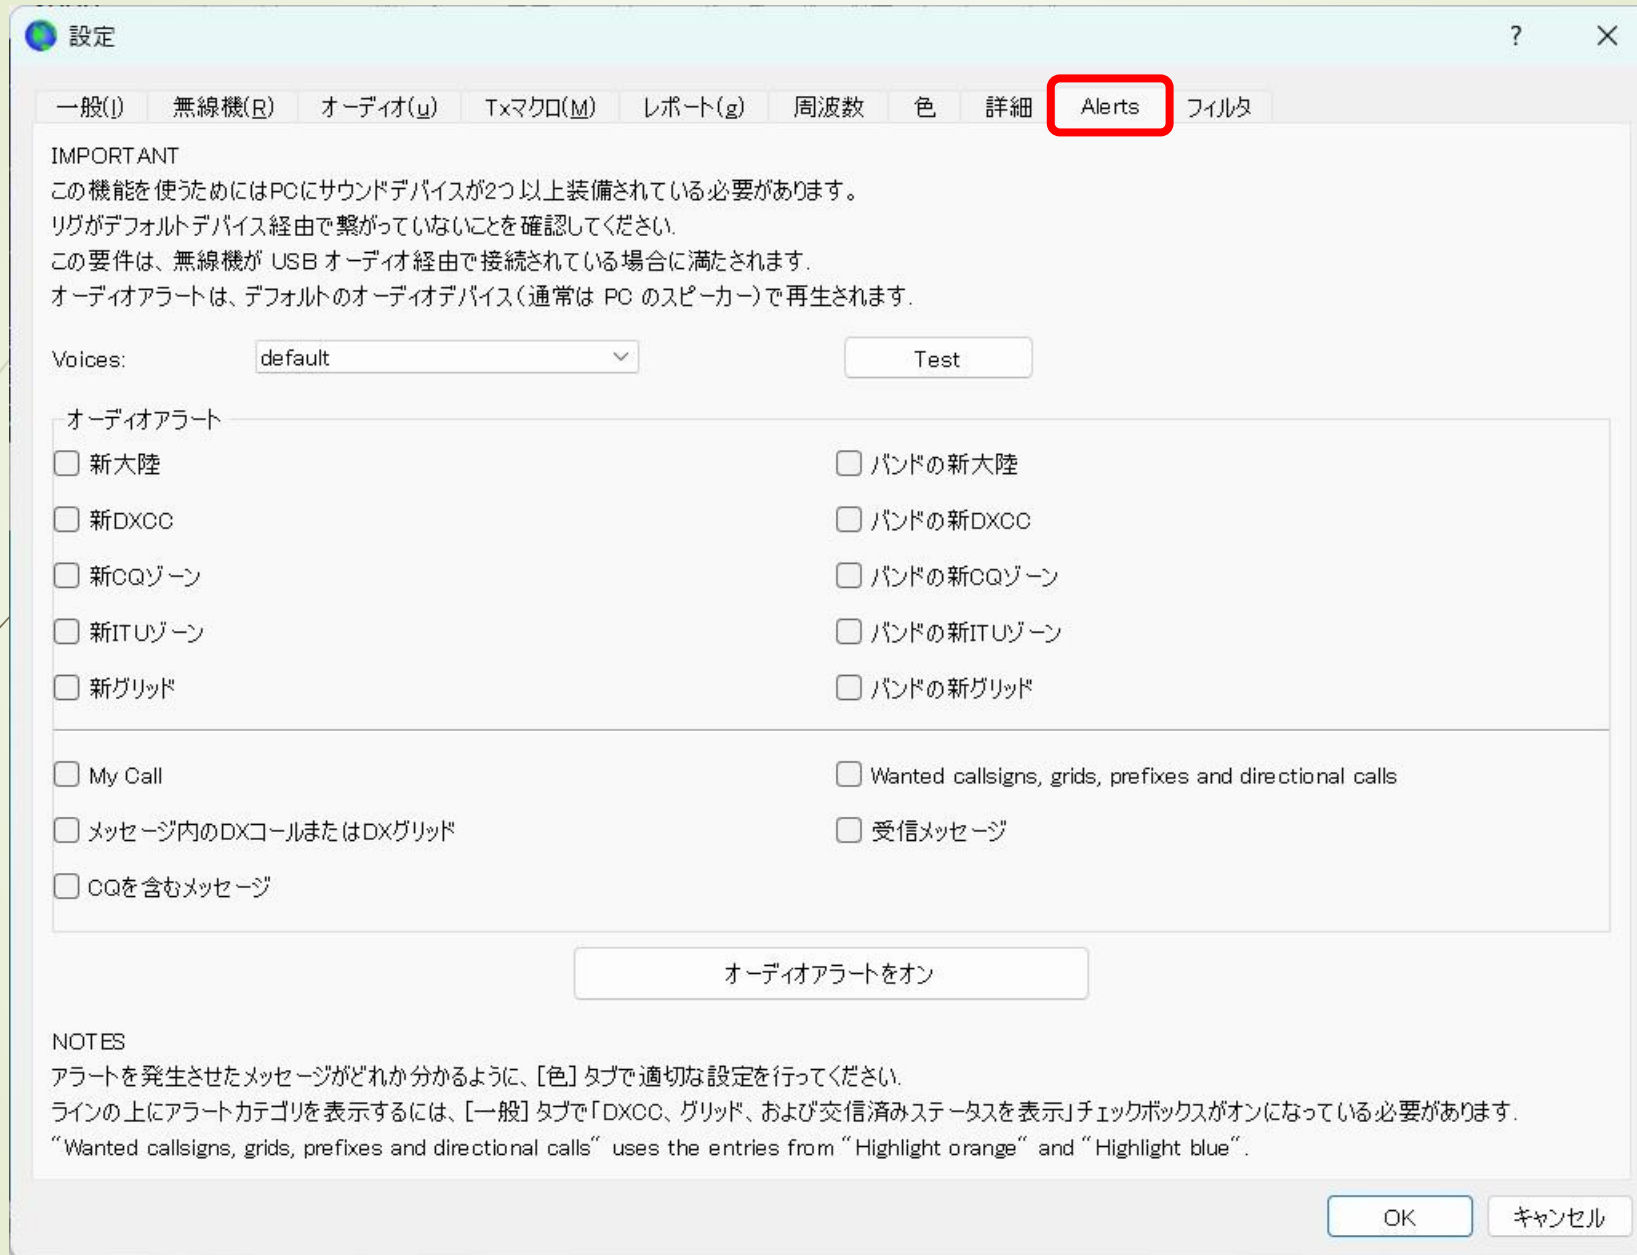 設定
?
一般(I) 無線機(R) オーディオ(u) Txマクロ(M) レポート(g) 周波数 色 詳細 Alerts フィルタ
IMPORTANT
この機能を使うためにはPCにサウンドデバイスが2つ以上装備されている必要があります。
リグがデフォルトデバイス経由で繋がっていないことを確認してください.
この要件は、無線機が USB オーディオ経由で接続されている場合に満たされます.
オーディオアラートは、デフォルトのオーディオデバイス(通常は PC のスピーカー)で再生されます.
Voices: default Test
オーディオアラート
新大陸 バンドの新大陸
新DXCC バンドの新DXCC
新CQゾーン バンドの新CQゾーン
新ITUゾーン バンドの新ITUゾーン
新グリッド バンドの新グリッド
My Call Wanted callsigns, grids, prefixes and directional calls
メッセージ内のDXコールまたはDXグリッド 受信メッセージ
CQを含むメッセージ
オーディオアラートをオン
NOTES
アラートを発生させたメッセージがどれか分かるように、[色] タブで適切な設定を行ってください.
ラインの上にアラートカテゴリを表示するには、[一般] タブで「DXCC、グリッド、および交信済みステータスを表示」チェックボックスがオンになっている必要があります.
"Wanted callsigns, grids, prefixes and directional calls" uses the entries from "Highlight orange" and "Highlight blue".
OK キャンセル